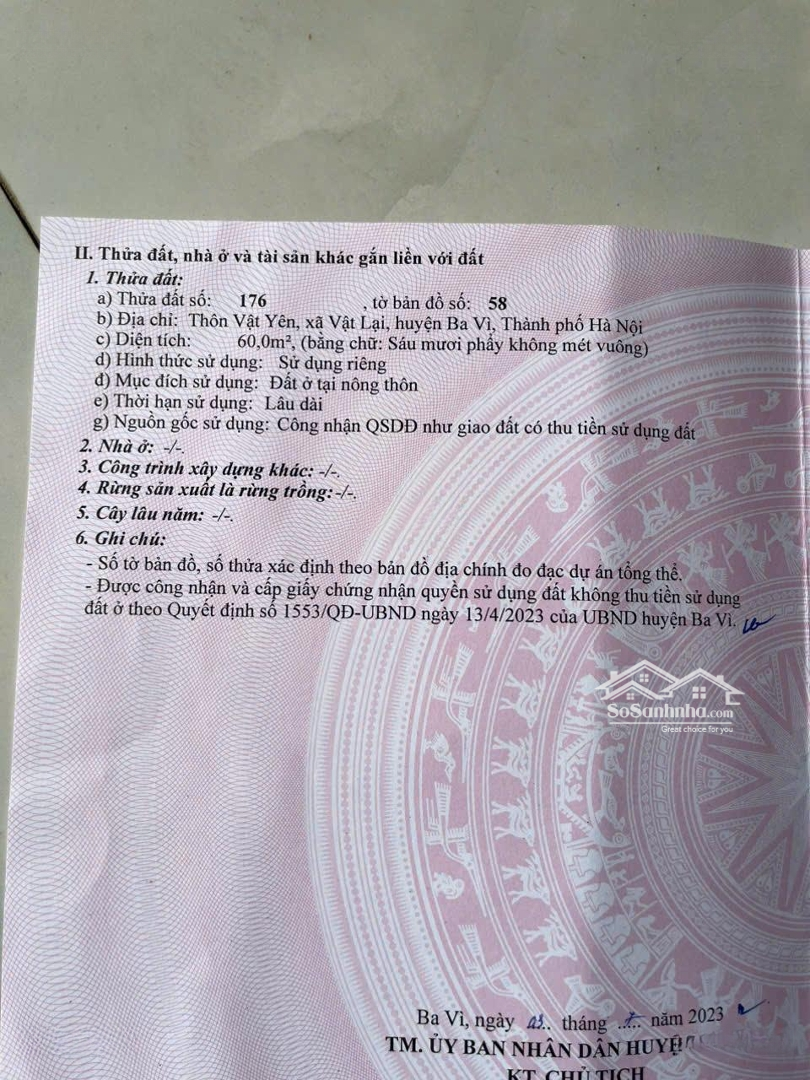 II. Thửa đất, nhà ở và tài sản khác gắn liền với đất
1. Thửa đất:
a) Thửa đất số: 176 , tờ bản đồ số: 58
b) Địa chỉ: Thôn Vật Yên, xã Vật Lại, huyện Ba Vì, Thành phố Hà Nội
c) Diện tích: 60,0m², (bằng chữ: Sáu mươi phẩy không mét vuông)
d) Hình thức sử dụng: Sử dụng riêng
đ) Mục đích sử dụng: Đất ở tại nông thôn
e) Thời hạn sử dụng: Lâu dài
g) Nguồn gốc sử dụng: Công nhận QSDĐ như giao đất có thu tiền sử dụng đất
2. Nhà ở: -/-.
3. Công trình xây dựng khác: -/-.
4. Rừng sản xuất là rừng trồng: -/-.
5. Cây lâu năm: -/-.
6. Ghi chú:
- Số tờ bản đồ, số thửa xác định theo bản đồ địa chính đo đạc dự án tổng thể.
- Được công nhận và cấp giấy chứng nhận quyền sử dụng đất không thu tiền sử dụng
đất ở theo Quyết định số 1553/QĐ-UBND ngày 13/4/2023 của UBND huyện Ba Vì.
SoSanhnha.com
Great choice for you
Ba Vì, ngày 03.. tháng năm 2023
TM. ỦY BAN NHÂN DÂN HUYỆN
KT. CHỦ TỊCH